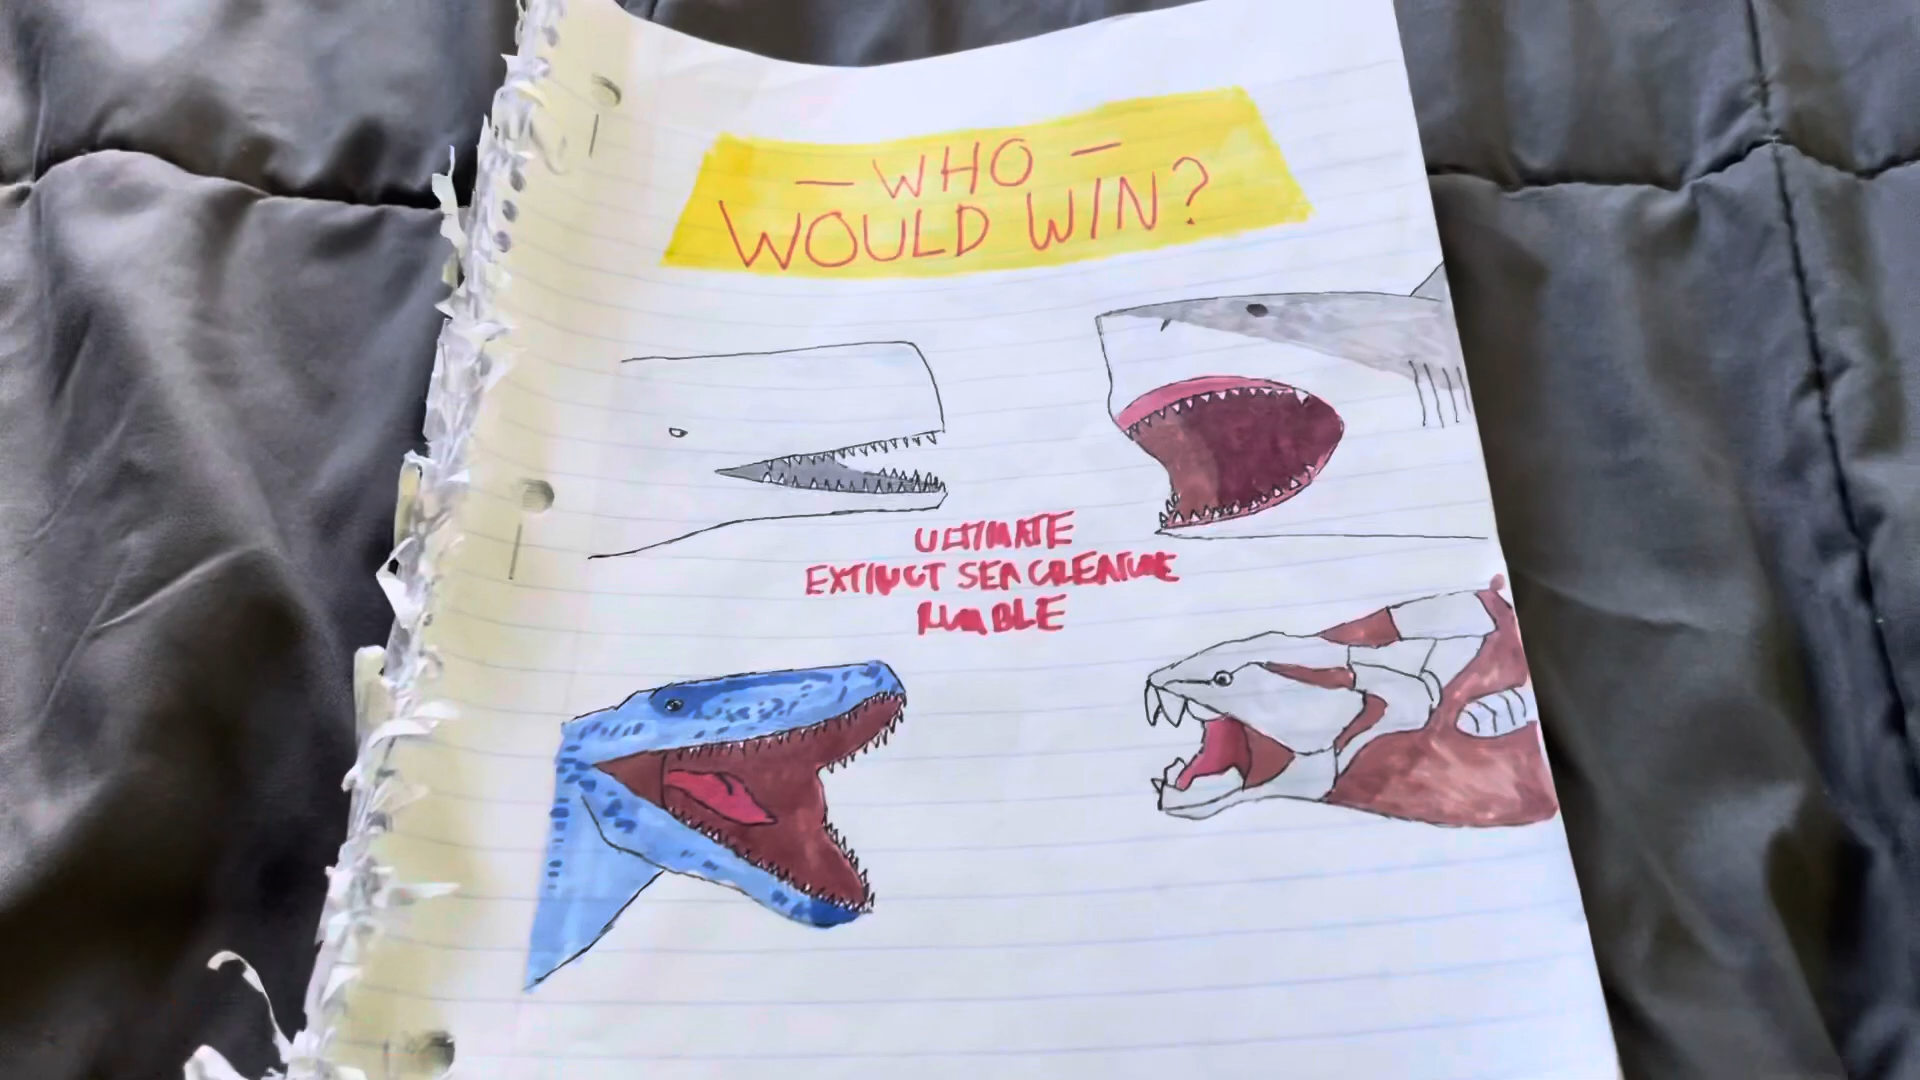 — WHO —
WOULD WIN?
ULTIMATE
EXTINCT SEA CREATURE
RUMBLE